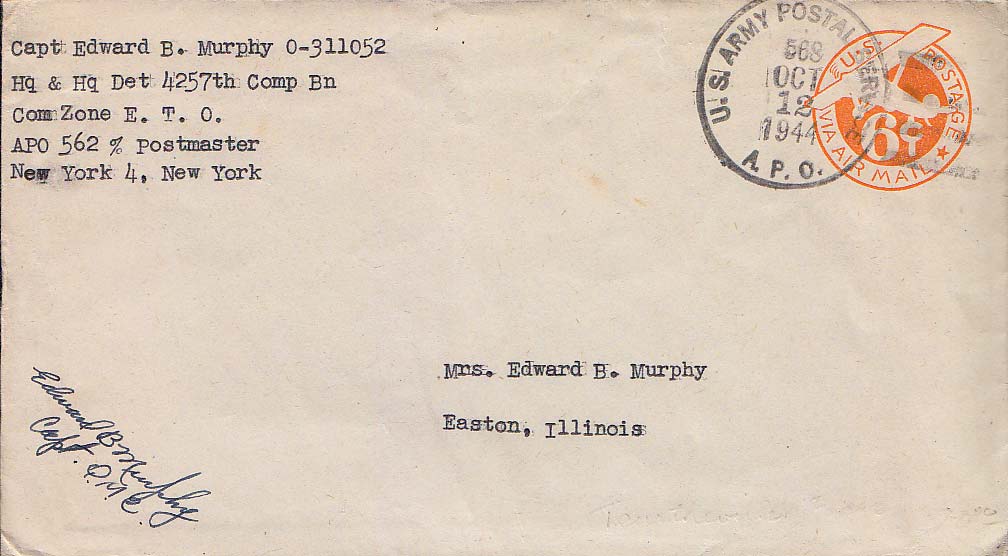 Capt Edward B. Murphy O-311052
Hq & Hq Det 4257th Comp Bn
Com Zone E. T. O.
APO 562 % Postmaster
New York 4, New York
U.S. ARMY POSTAL SERVICE
568
OCT
12
1944
A. P. O.
U.S. POSTAGE
6¢
VIA AIR MAIL
Mrs. Edward B. Murphy
Easton, Illinois
Edward B Murphy
Capt. Q.M.C.